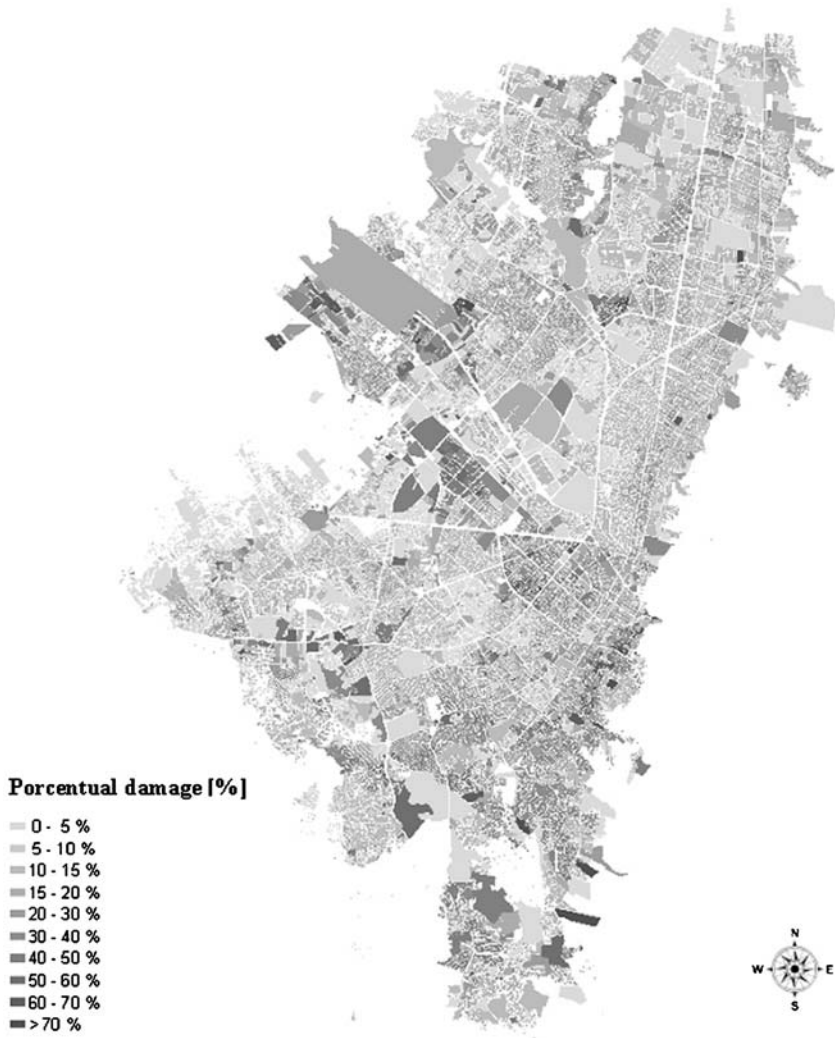 Porcentual damage [%]
0 - 5 %
5 - 10 %
10 - 15 %
15 - 20 %
20 - 30 %
30 - 40 %
40 - 50 %
50 - 60 %
60 - 70 %
>70 %
N
W E
S